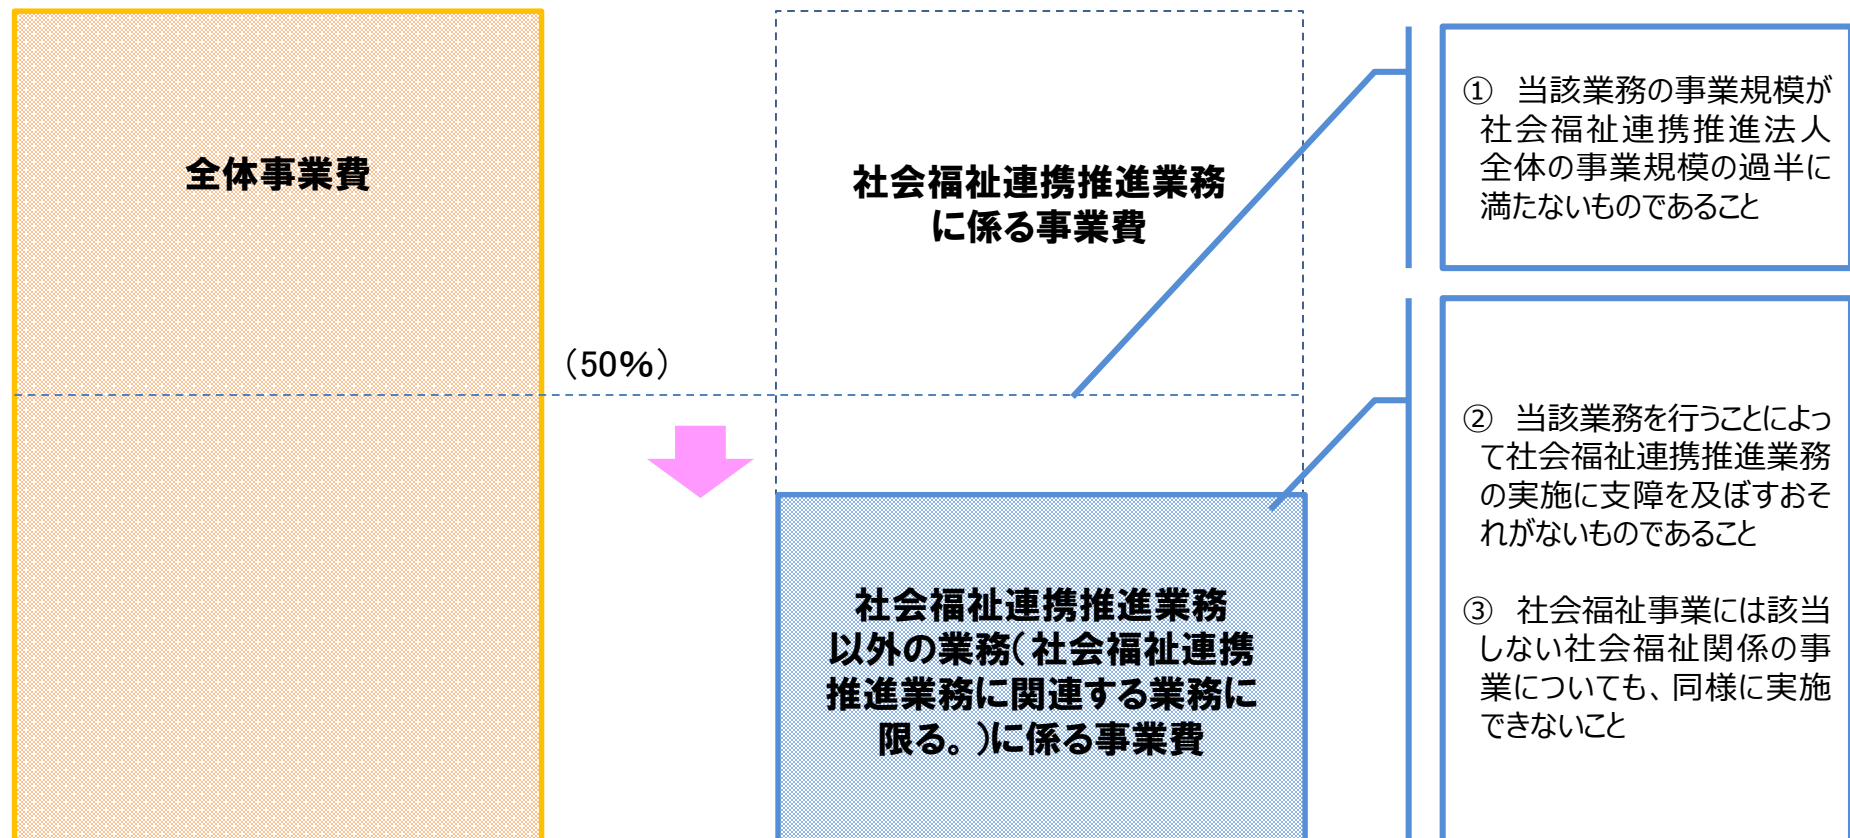 全体事業費
(50%)
社会福祉連携推進業務
に係る事業費
社会福祉連携推進業務
以外の業務(社会福祉連携
推進業務に関連する業務に
限る。)に係る事業費
① 当該業務の事業規模が
社会福祉連携推進法人
全体の事業規模の過半に
満たないものであること
② 当該業務を行うことによっ
て社会福祉連携推進業務
の実施に支障を及ぼすおそ
れがないものであること
③ 社会福祉事業には該当
しない社会福祉関係の事
業についても、同様に実施
できないこと